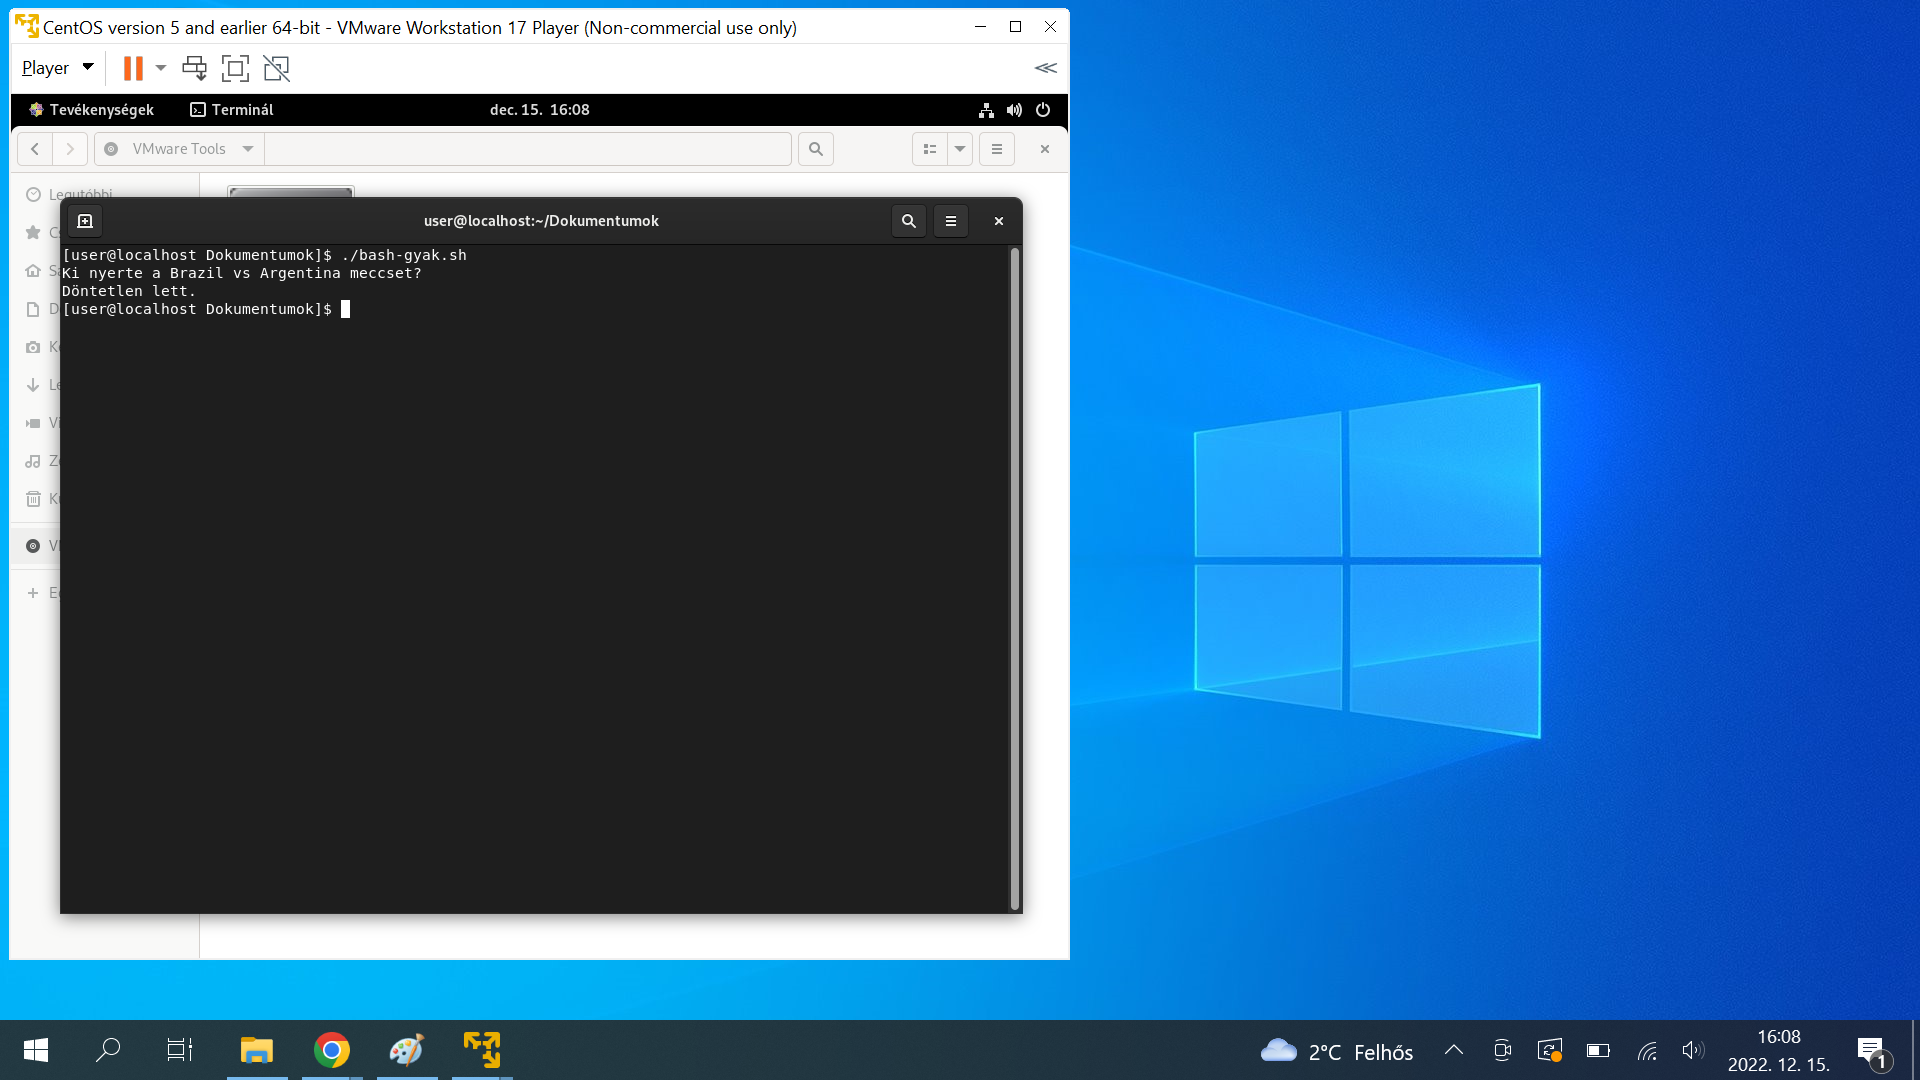 CentOS version 5 and earlier 64-bit - VMware Workstation 17 Player (Non-commercial use only)
Player
Tevékenységek
Terminál
dec. 15. 16:08
VMware Tools
Legutóbbi
user@localhost:~/Dokumentumok
[user@localhost Dokumentumok]$ ./bash-gyak.sh
Ki nyerte a Brazil vs Argentina meccset?
Döntetlen lett.
[user@localhost Dokumentumok]$
2°C Felhős
16:08
2022. 12. 15.
1